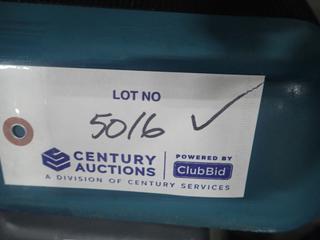 LOT NO
5016 ✓
CENTURY AUCTIONS | POWERED BY ClubBid
A DIVISION OF CENTURY SERVICES